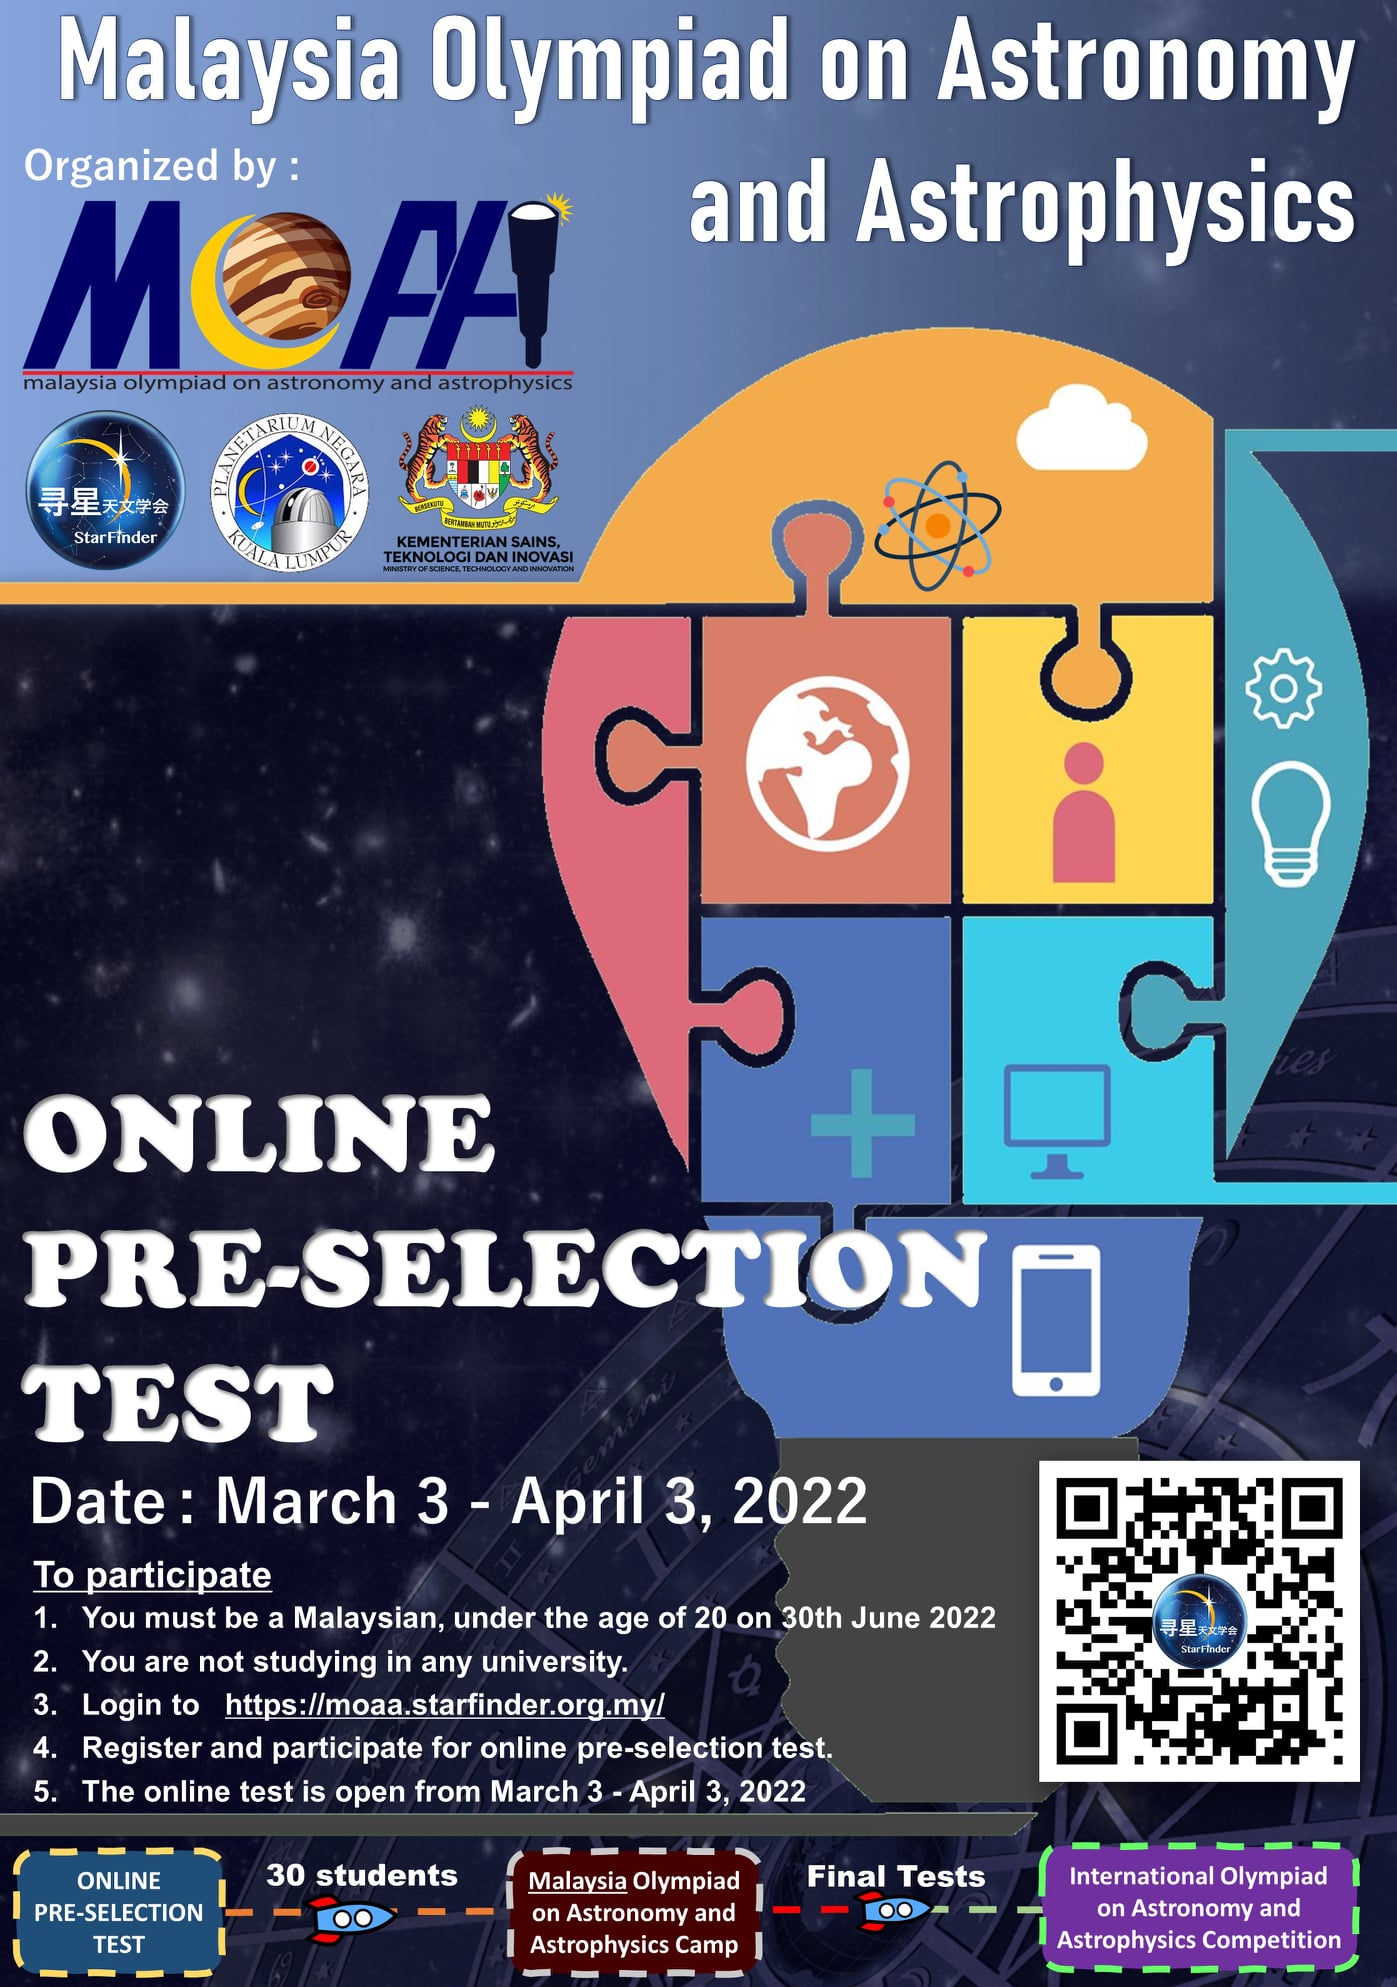 Malaysia Olympiad on Astronomy
and Astrophysics
Organized by :
MOAA
malaysia olympiad on astronomy and astrophysics
寻星天文学会
StarFinder
PLANETARIUM NEGARA
KUALA LUMPUR
BERSEKUTU
BERTAMBAH MUTU
KEMENTERIAN SAINS,
TEKNOLOGI DAN INOVASI
MINISTRY OF SCIENCE, TECHNOLOGY AND INNOVATION
ONLINE
PRE-SELECTION
TEST
Gemini
Date : March 3 - April 3, 2022
To participate
1. You must be a Malaysian, under the age of 20 on 30th June 2022
2. You are not studying in any university.
3. Login to https://moaa.starfinder.org.my/
4. Register and participate for online pre-selection test.
5. The online test is open from March 3 - April 3, 2022
寻星天文学会
StarFinder
ONLINE
PRE-SELECTION
TEST
30 students
Malaysia Olympiad
on Astronomy and
Astrophysics Camp
Final Tests
International Olympiad
on Astronomy and
Astrophysics Competition